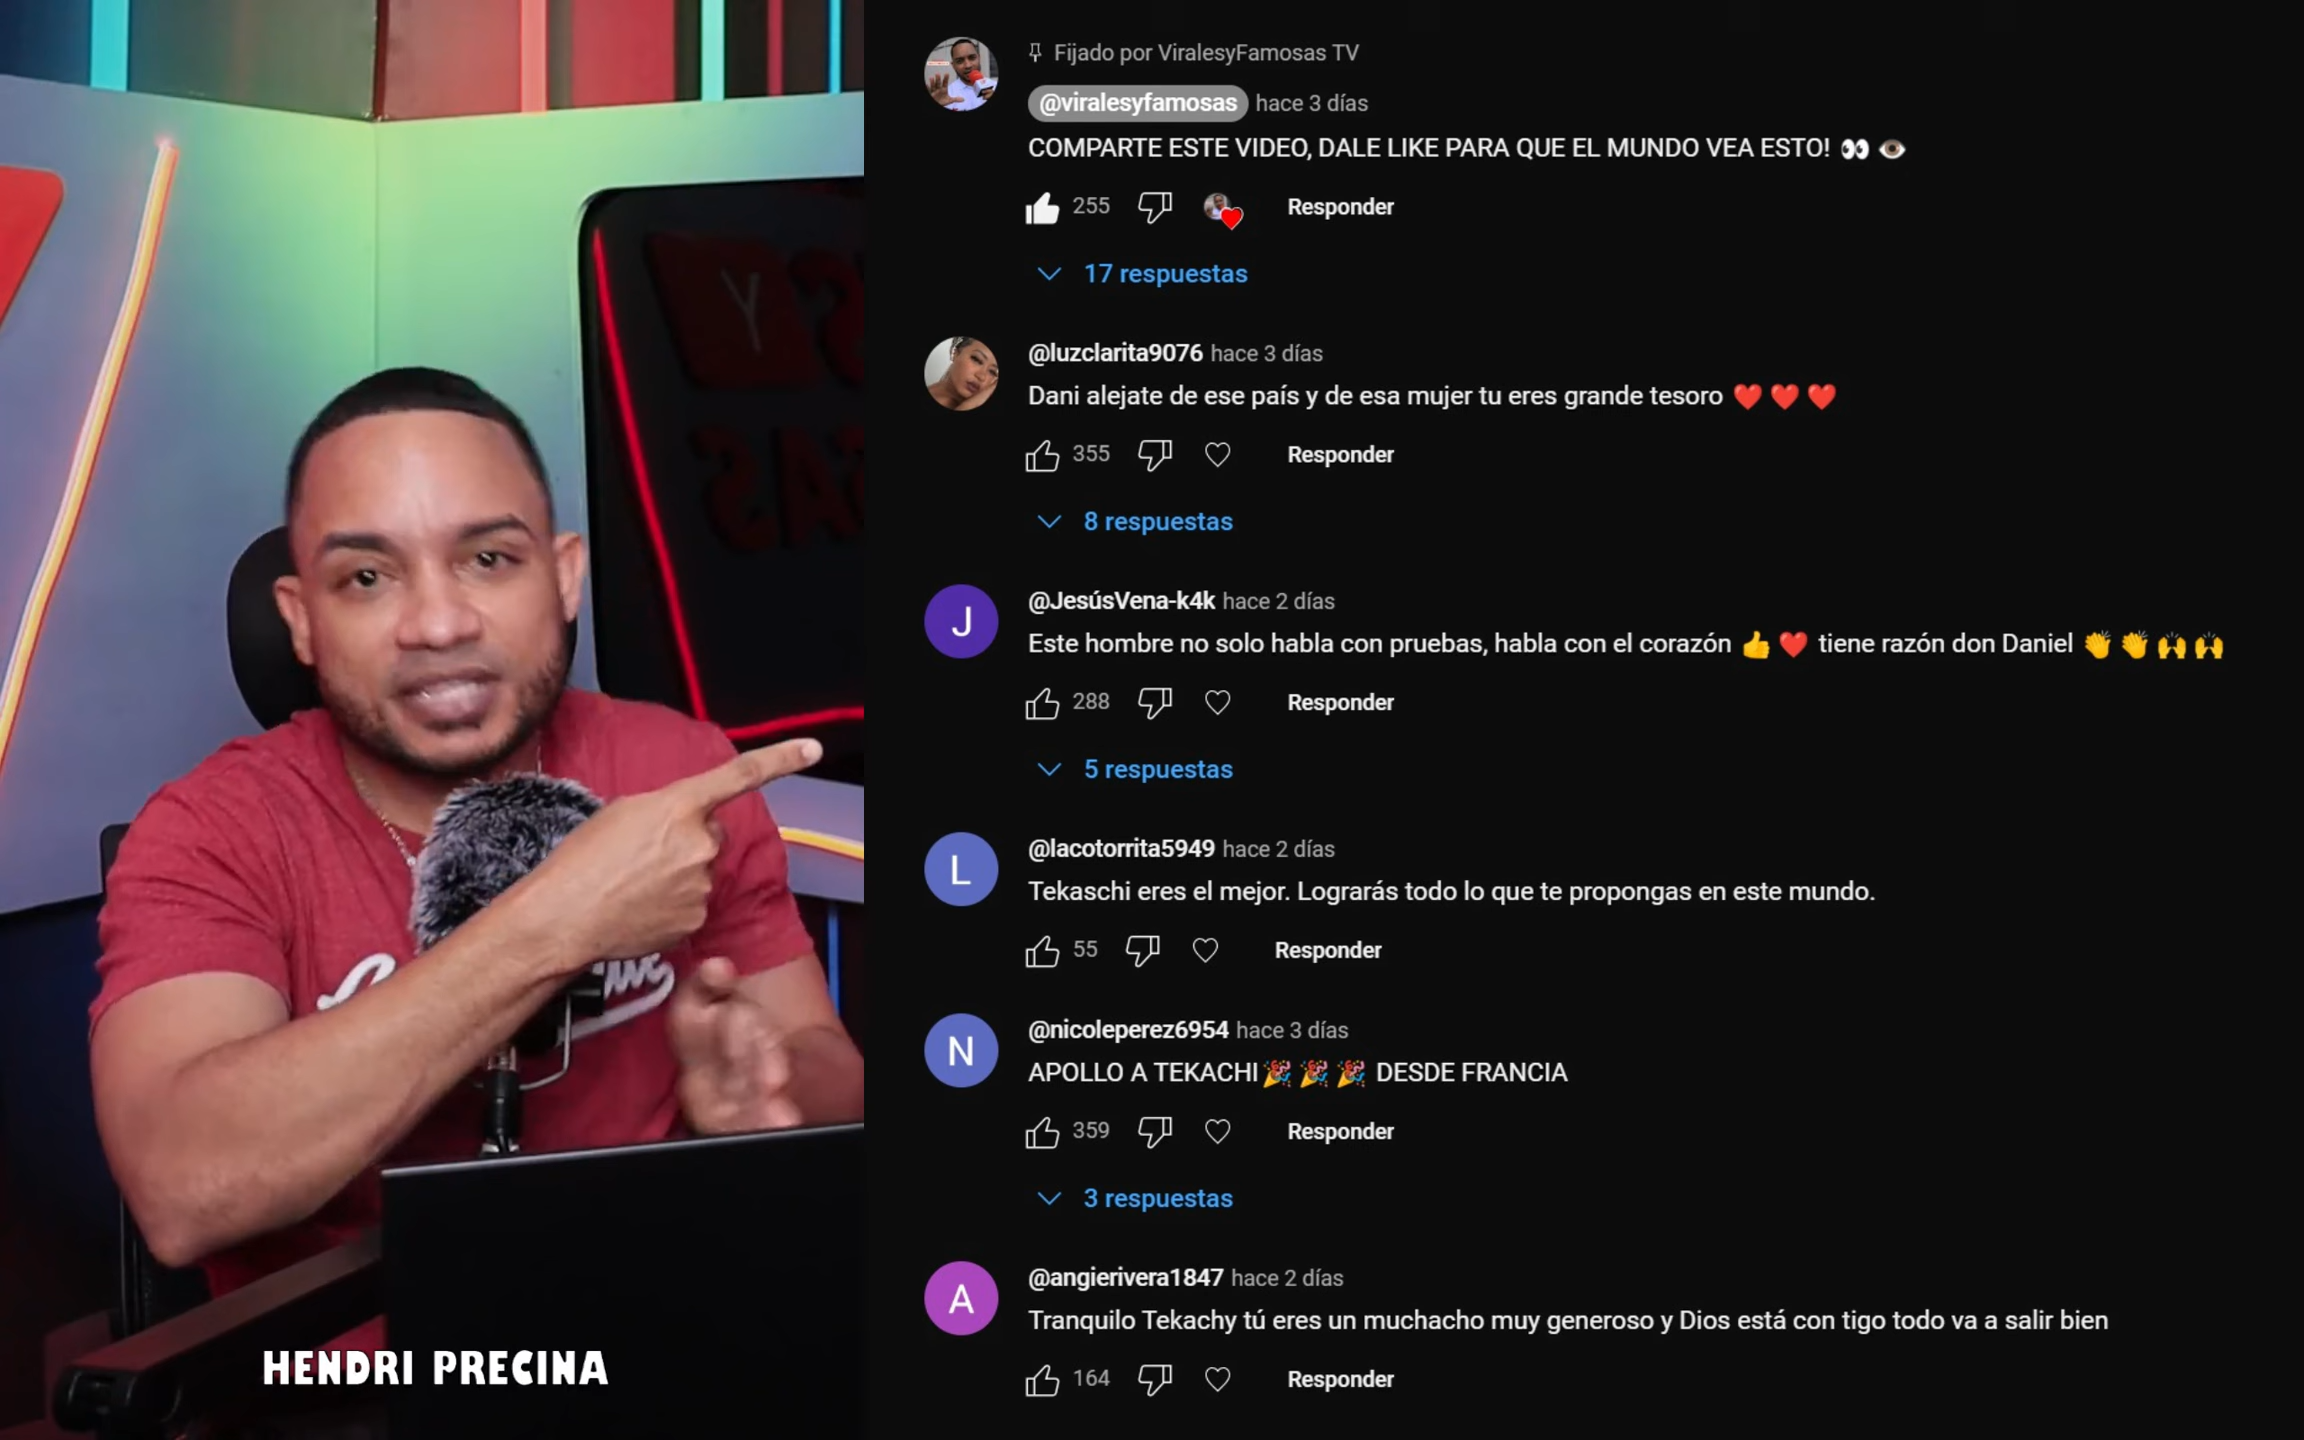 Fijado por ViralesyFamosas TV
@viralesyfamosas hace 3 días
COMPARTE ESTE VIDEO, DALE LIKE PARA QUE EL MUNDO VEA ESTO! 👀 👁️
255 Responder
17 respuestas
@luzclarita9076 hace 3 días
Dani alejate de ese país y de esa mujer tu eres grande tesoro ❤️ ❤️ ❤️
355 Responder
8 respuestas
@JesúsVena-k4k hace 2 días
Este hombre no solo habla con pruebas, habla con el corazón 👍 ❤️ tiene razón don Daniel 👏 👏 🙌 🙌
288 Responder
5 respuestas
J
@lacotorrita5949 hace 2 días
Tekaschi eres el mejor. Lograrás todo lo que te propongas en este mundo.
55 Responder
L
@nicoleperez6954 hace 3 días
APOLLO A TEKACHI🎉 🎉 🎉 DESDE FRANCIA
359 Responder
3 respuestas
N
@angierivera1847 hace 2 días
Tranquilo Tekachy tú eres un muchacho muy generoso y Dios está con tigo todo va a salir bien
164 Responder
A
HENDRI PRECINA
Y